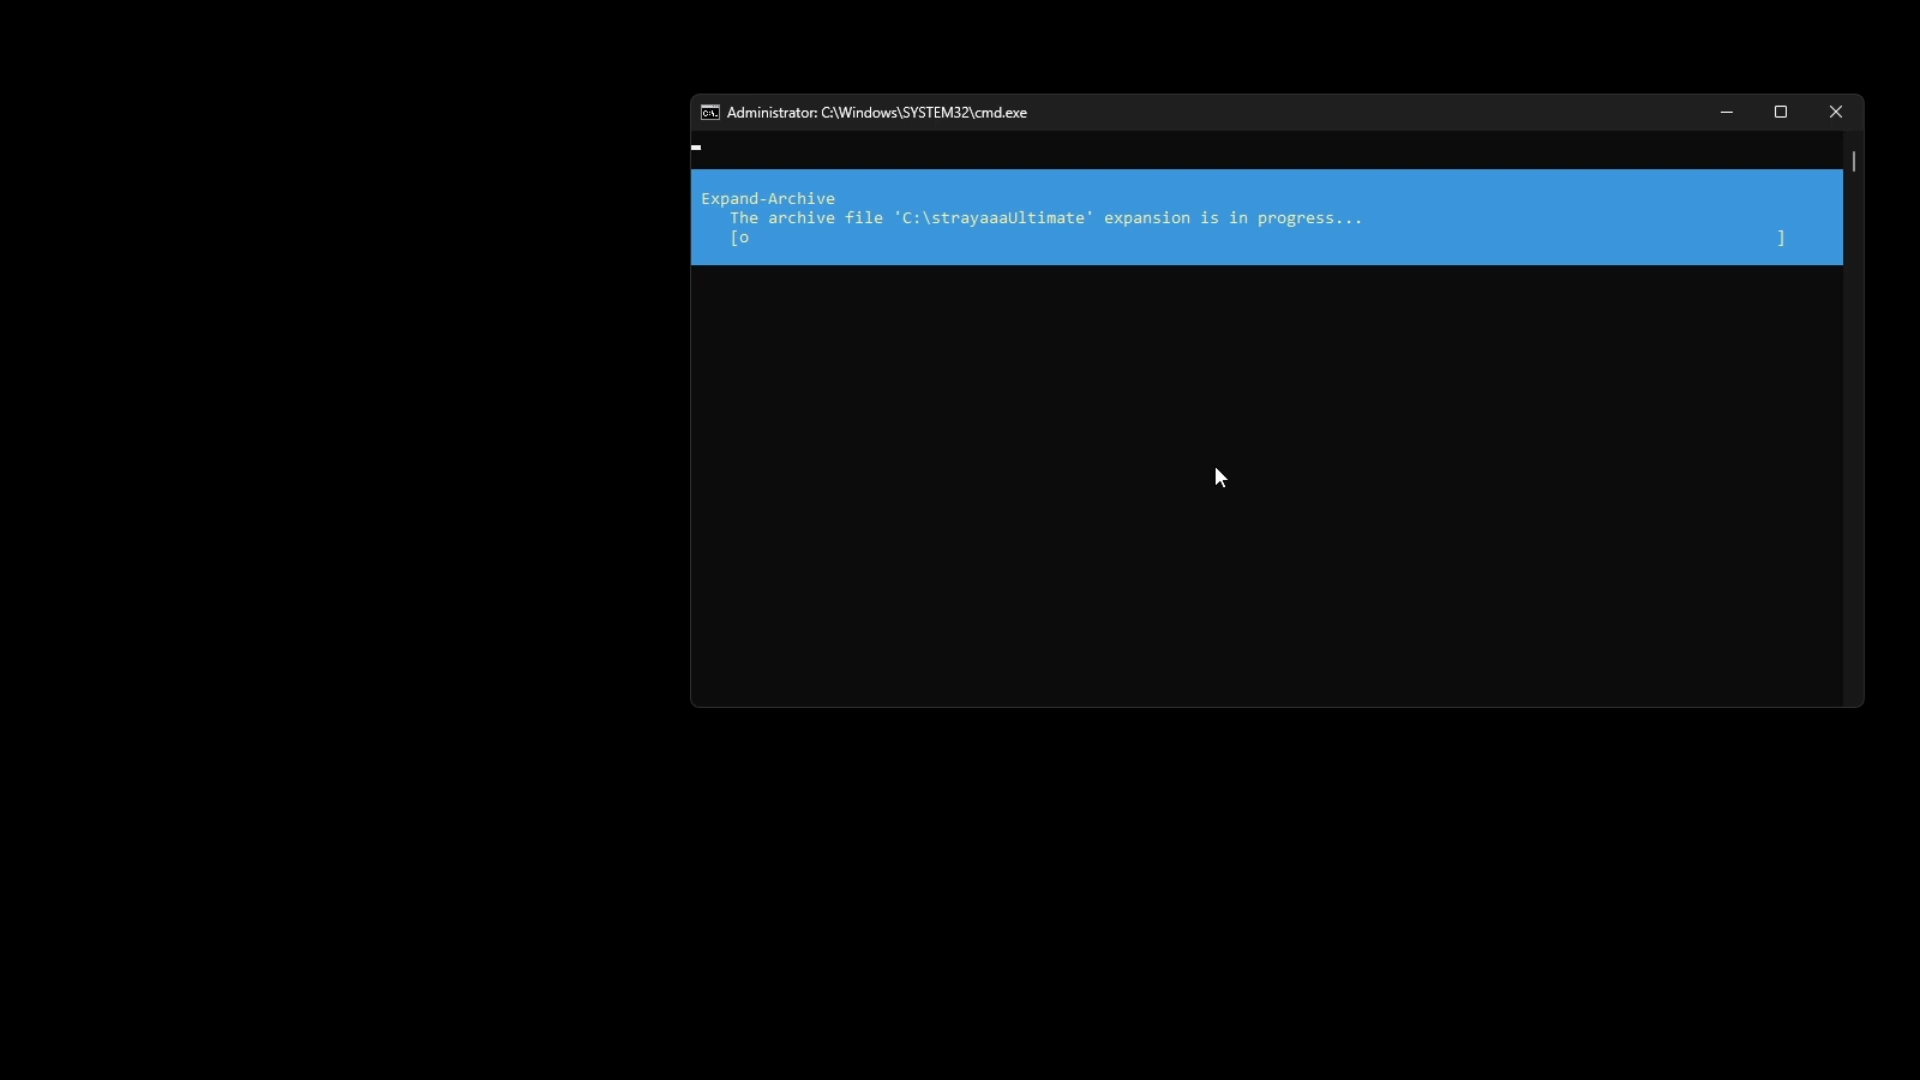 Administrator: C:\Windows\SYSTEM32\cmd.exe
Expand-Archive
The archive file 'C:\strayaaaUltimate' expansion is in progress...
[o ]